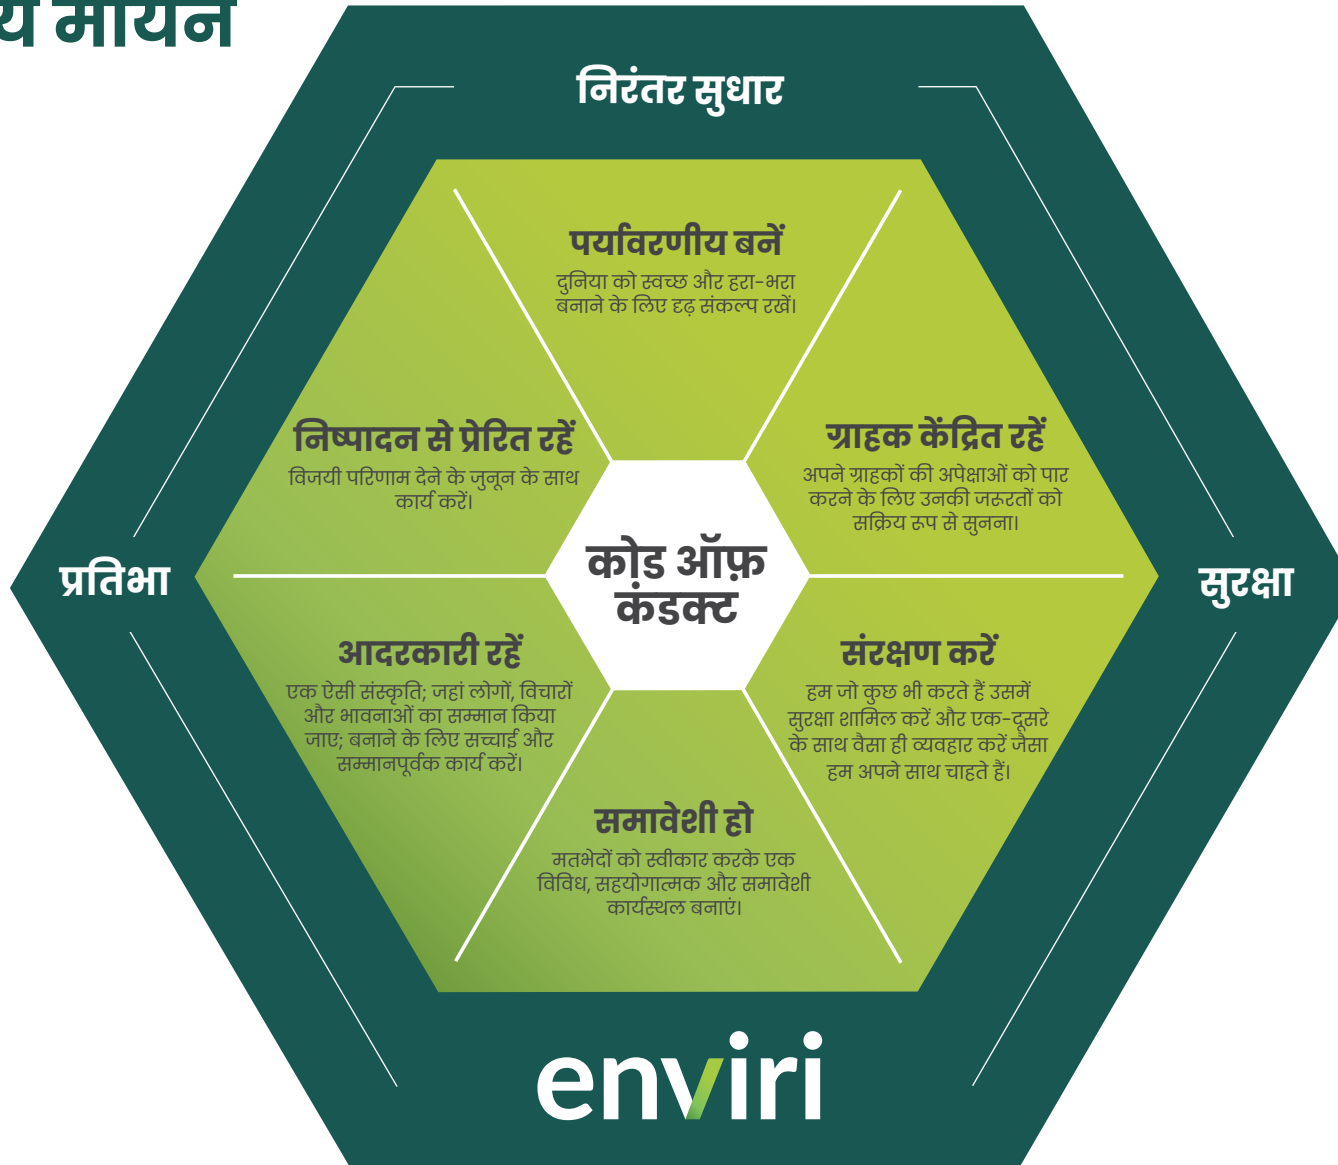 मायने
निरंतर सुधार
पर्यावरणीय बनें
दुनिया को स्वच्छ और हरा-भरा
बनाने के लिए दृढ़ संकल्प रखें।
निष्पादन से प्रेरित रहें
विजयी परिणाम देने के जुनून के साथ
कार्य करें।
ग्राहक केंद्रित रहें
अपने ग्राहकों की अपेक्षाओं को पार
करने के लिए उनकी जरूरतों को
सक्रिय रूप से सुनना।
कोड ऑफ़
कंडक्ट
प्रतिभा
सुरक्षा
आदरकारी रहें
एक ऐसी संस्कृति; जहां लोगों, विचारों
और भावनाओं का सम्मान किया
जाए; बनाने के लिए सच्चाई और
सम्मानपूर्वक कार्य करें।
संरक्षण करें
हम जो कुछ भी करते हैं उसमें
सुरक्षा शामिल करें और एक-दूसरे
के साथ वैसा ही व्यवहार करें जैसा
हम अपने साथ चाहते हैं।
समावेशी हो
मतभेदों को स्वीकार करके एक
विविध, सहयोगात्मक और समावेशी
कार्यस्थल बनाएं।
enviri